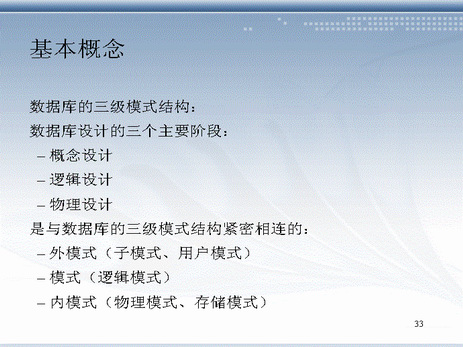 基本概念
数据库的三级模式结构：
数据库设计的三个主要阶段：
– 概念设计
– 逻辑设计
– 物理设计
是与数据库的三级模式结构紧密相连的：
– 外模式（子模式、用户模式）
– 模式（逻辑模式）
– 内模式（物理模式、存储模式）
33